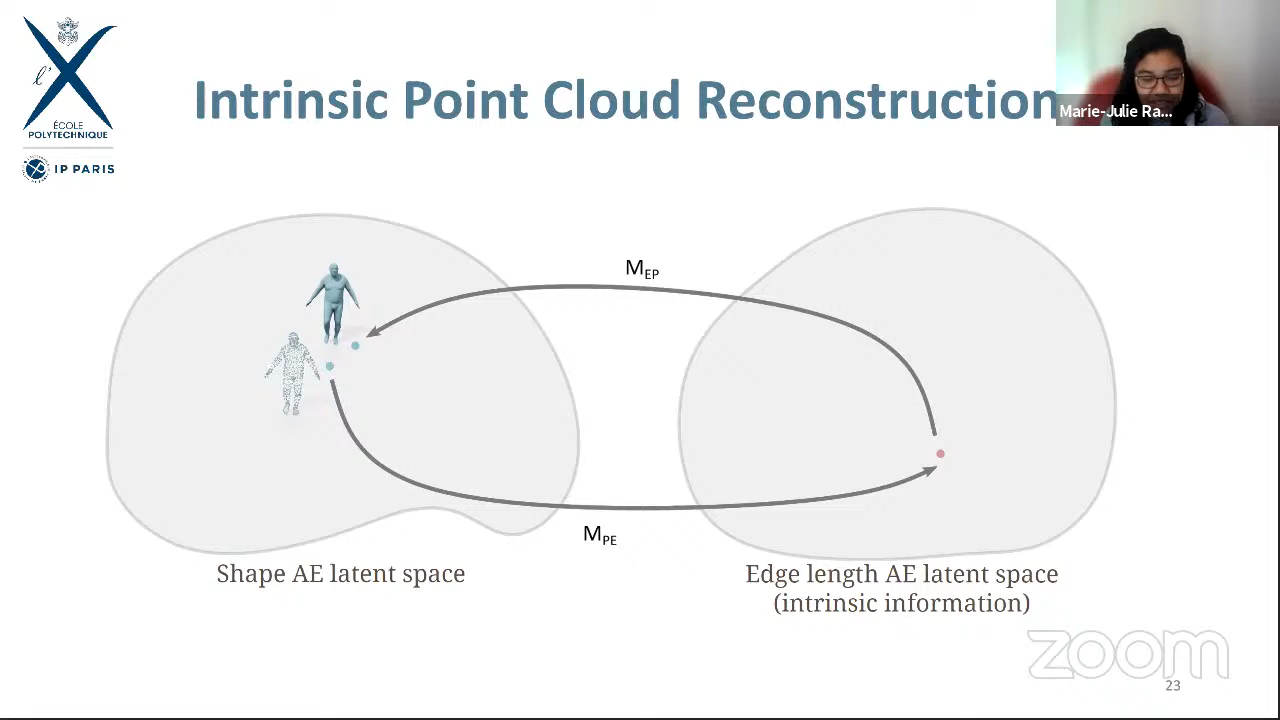 l'X
ÉCOLE
POLYTECHNIQUE
IP PARIS
Intrinsic Point Cloud Reconstruction
Marie-Julie Ra...
M_EP
M_PE
Shape AE latent space
Edge length AE latent space
(intrinsic information)
zoom
23